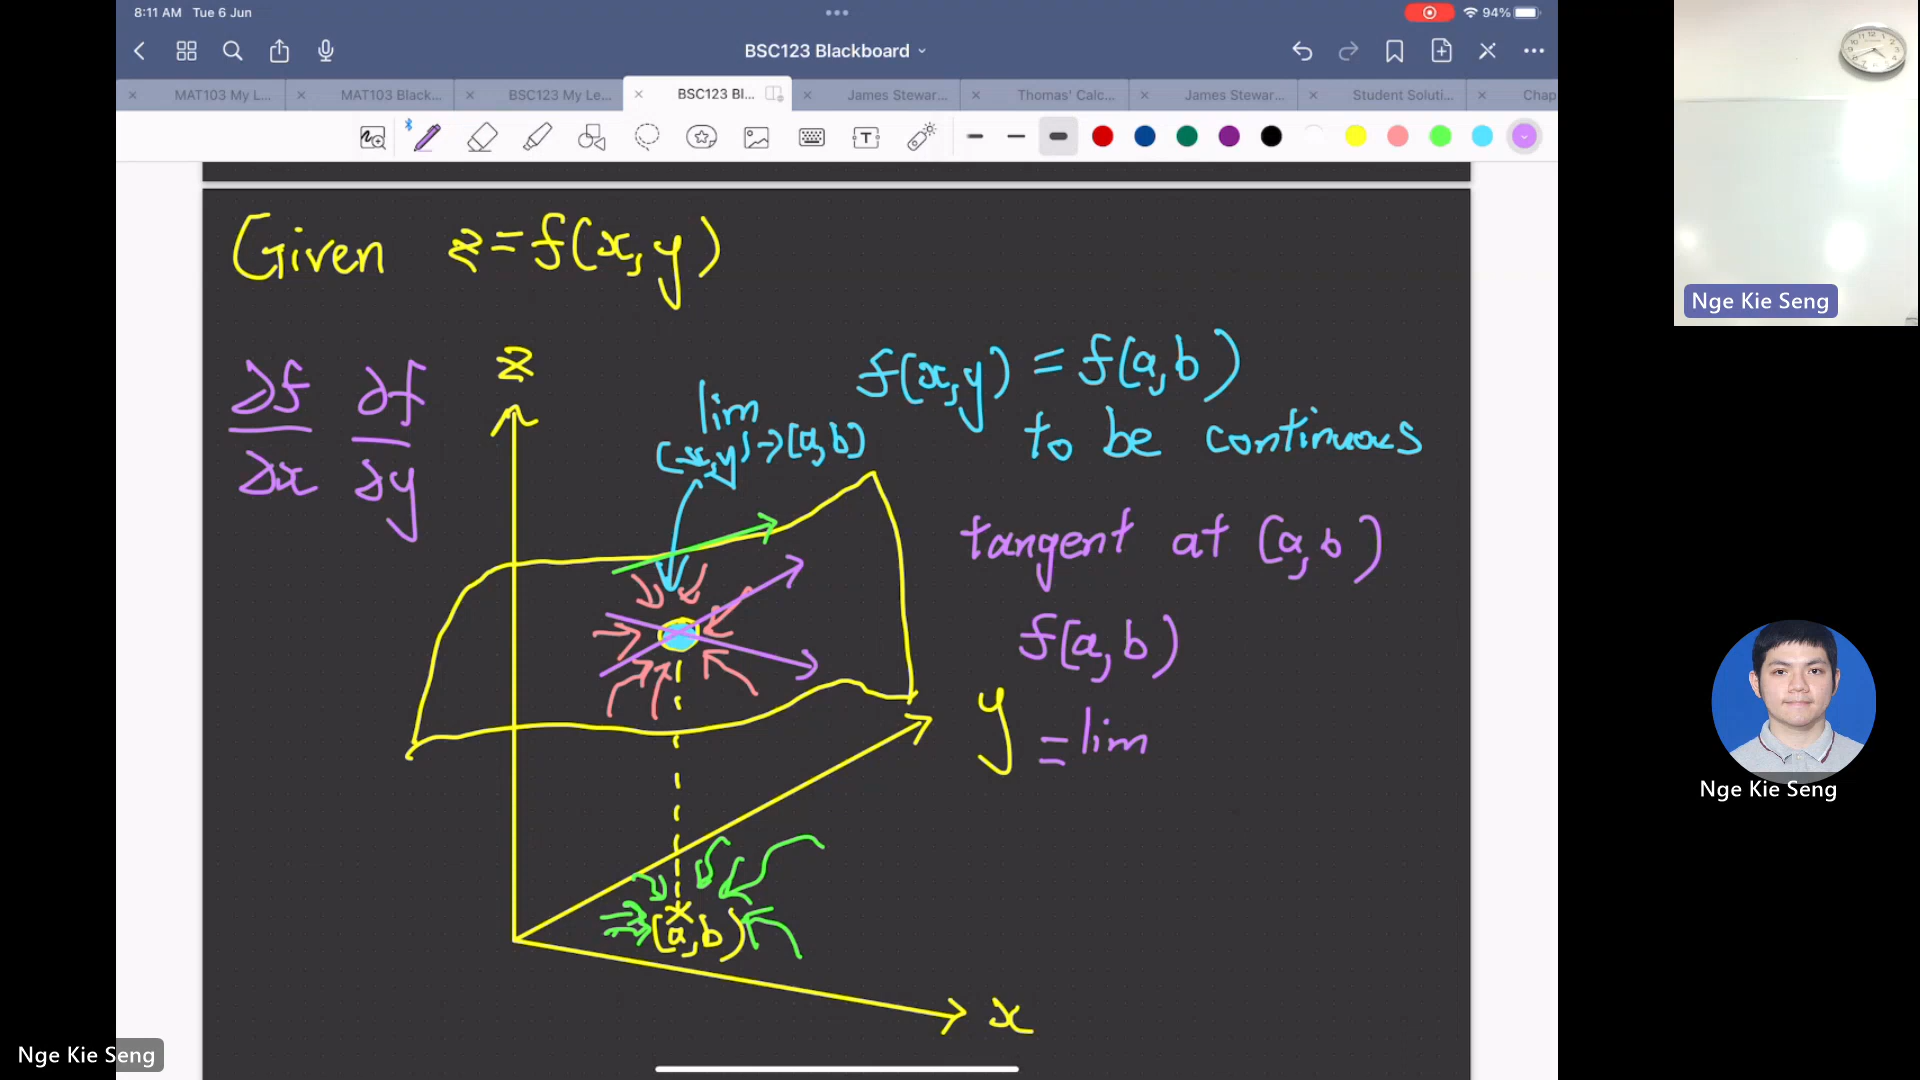 8:11 AM Tue 6 Jun
94%
BSC123 Blackboard
MAT103 My L...
MAT103 Black...
BSC123 My Le...
BSC123 Bl...
James Stewar...
Thomas' Calc...
James Stewar...
Student Soluti...
Chap
T
Given z=f(x,y)
∂f/∂x ∂f/∂y
z
lim (x,y)→(a,b) f(x,y) = f(a,b)
to be continuous
tangent at (a,b)
f(a,b)
y
= lim
(a,b)
x
Nge Kie Seng
Nge Kie Seng
Nge Kie Seng